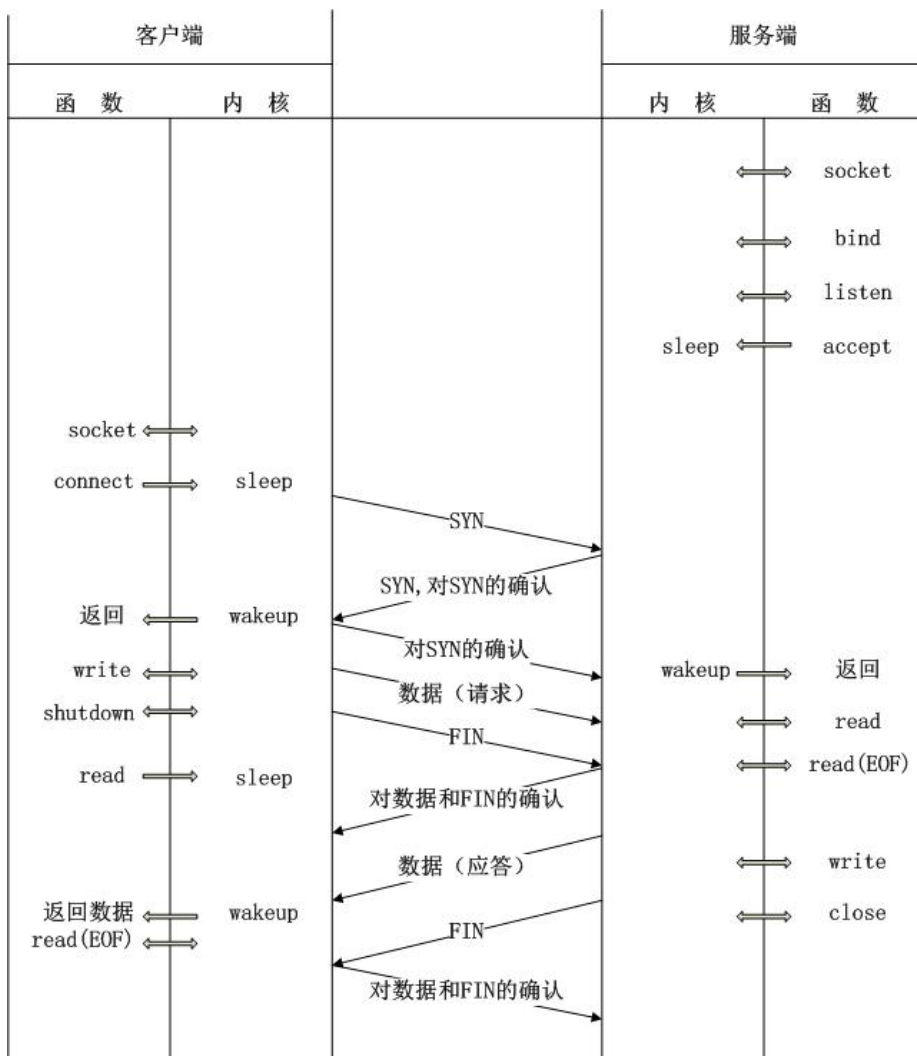 客户端 服务端
函 数 内 核 内 核 函 数
socket
bind
listen
sleep accept
socket
connect sleep
SYN
SYN,对SYN的确认
返回 wakeup
对SYN的确认
write wakeup 返回
数据（请求）
shutdown read
FIN
read sleep read(EOF)
对数据和FIN的确认
数据（应答） write
返回数据 wakeup close
FIN
read(EOF)
对数据和FIN的确认